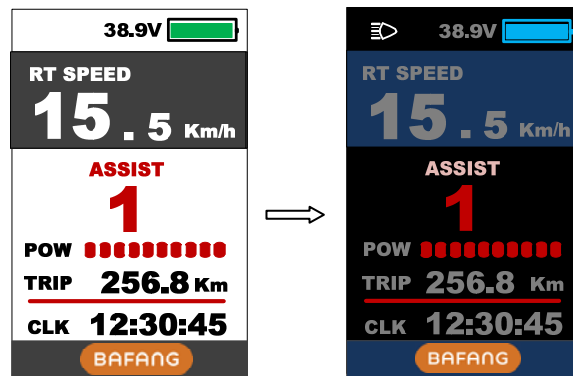 38.9V
RT SPEED
15.5 Km/h
ASSIST
1
POW
TRIP 256.8 Km
CLK 12:30:45
BAFANG
38.9V
RT SPEED
15.5 Km/h
ASSIST
1
POW
TRIP 256.8 Km
CLK 12:30:45
BAFANG